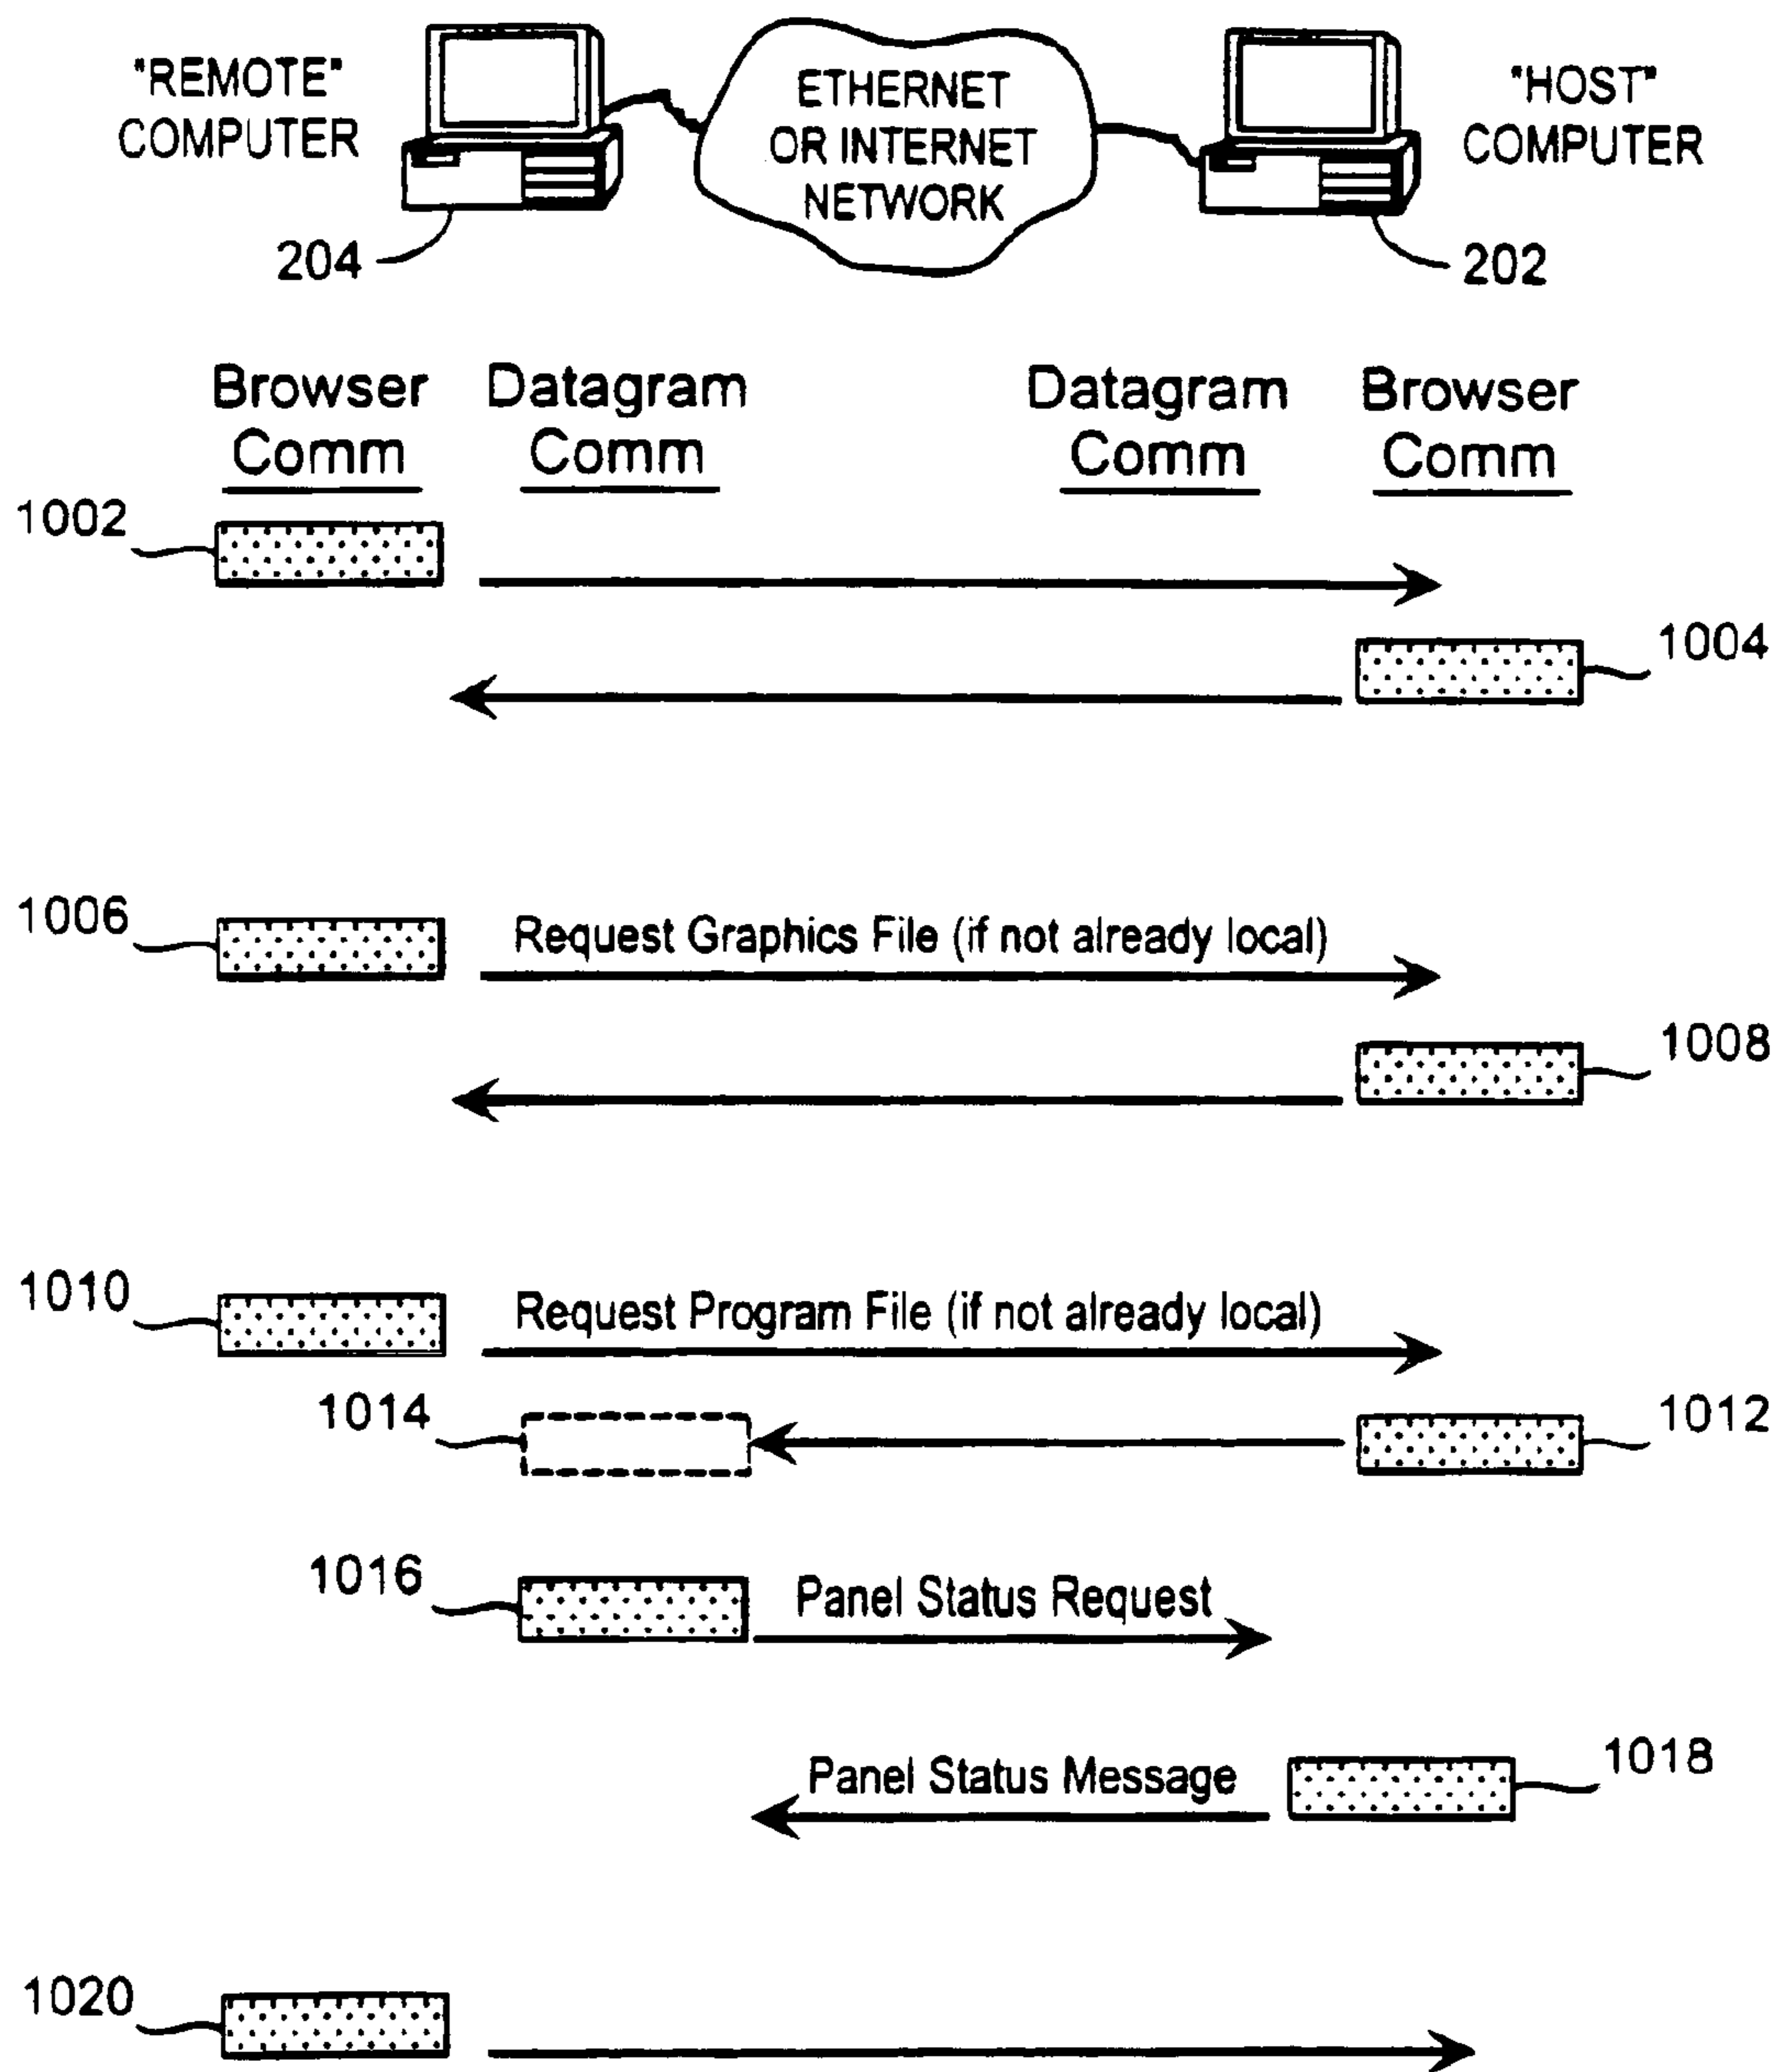 "REMOTE"
COMPUTER
ETHERNET
OR INTERNET
NETWORK
"HOST"
COMPUTER
204
202
Browser
Comm
Datagram
Comm
Datagram
Comm
Browser
Comm
1002
1004
1006
Request Graphics File (if not already local)
1008
1010
Request Program File (if not already local)
1014
1012
1016
Panel Status Request
Panel Status Message
1018
1020